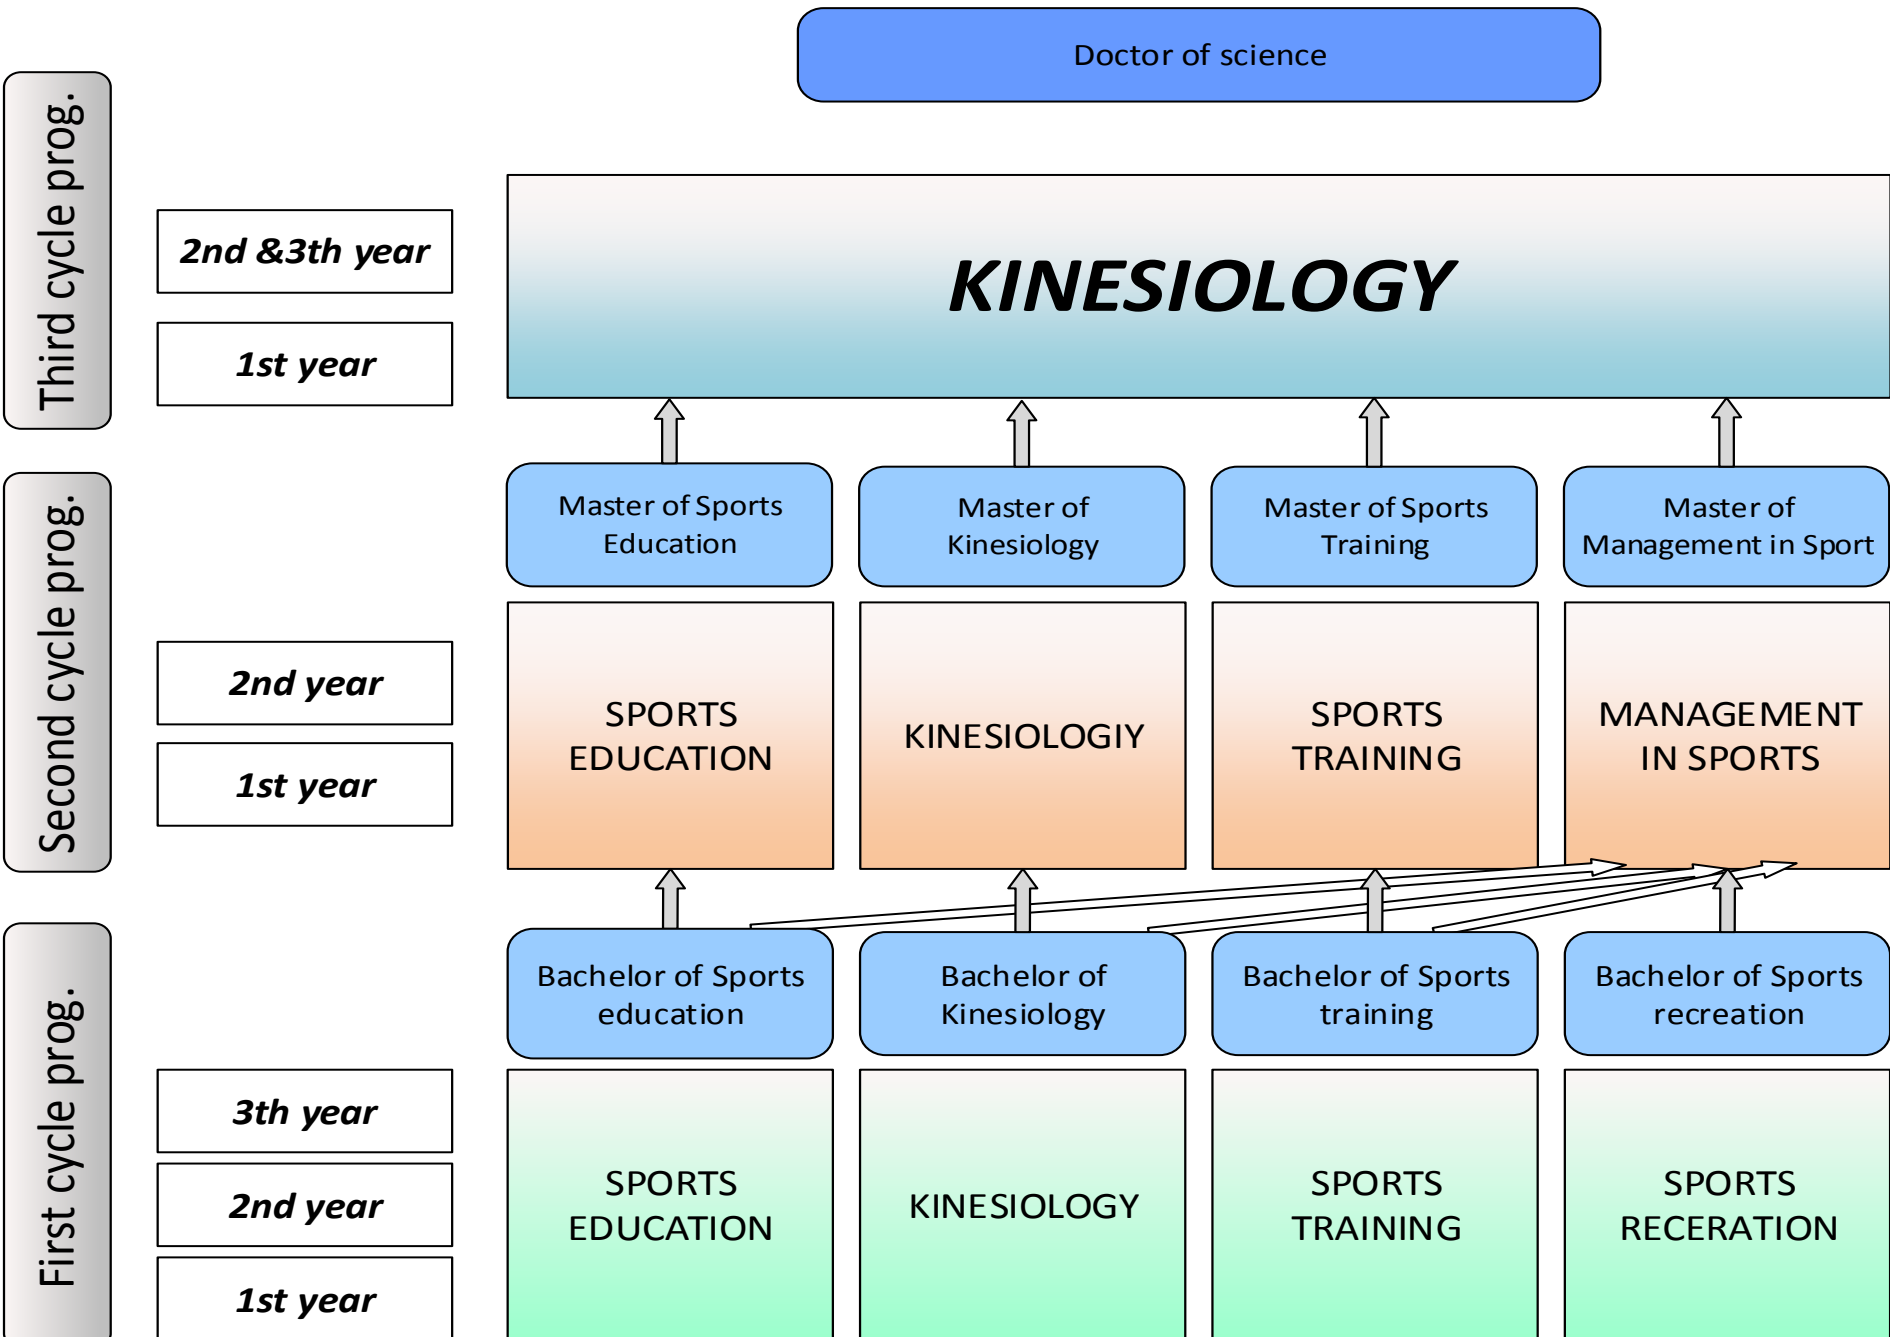 Doctor of science
Third cycle prog.
2nd &3th year
1st year
KINESIOLOGY
Second cycle prog.
Master of Sports
Education
Master of
Kinesiology
Master of Sports
Training
Master of
Management in Sport
2nd year
1st year
SPORTS
EDUCATION
KINESIOLOGIY
SPORTS
TRAINING
MANAGEMENT
IN SPORTS
First cycle prog.
Bachelor of Sports
education
Bachelor of
Kinesiology
Bachelor of Sports
training
Bachelor of Sports
recreation
3th year
2nd year
1st year
SPORTS
EDUCATION
KINESIOLOGY
SPORTS
TRAINING
SPORTS
RECERATION